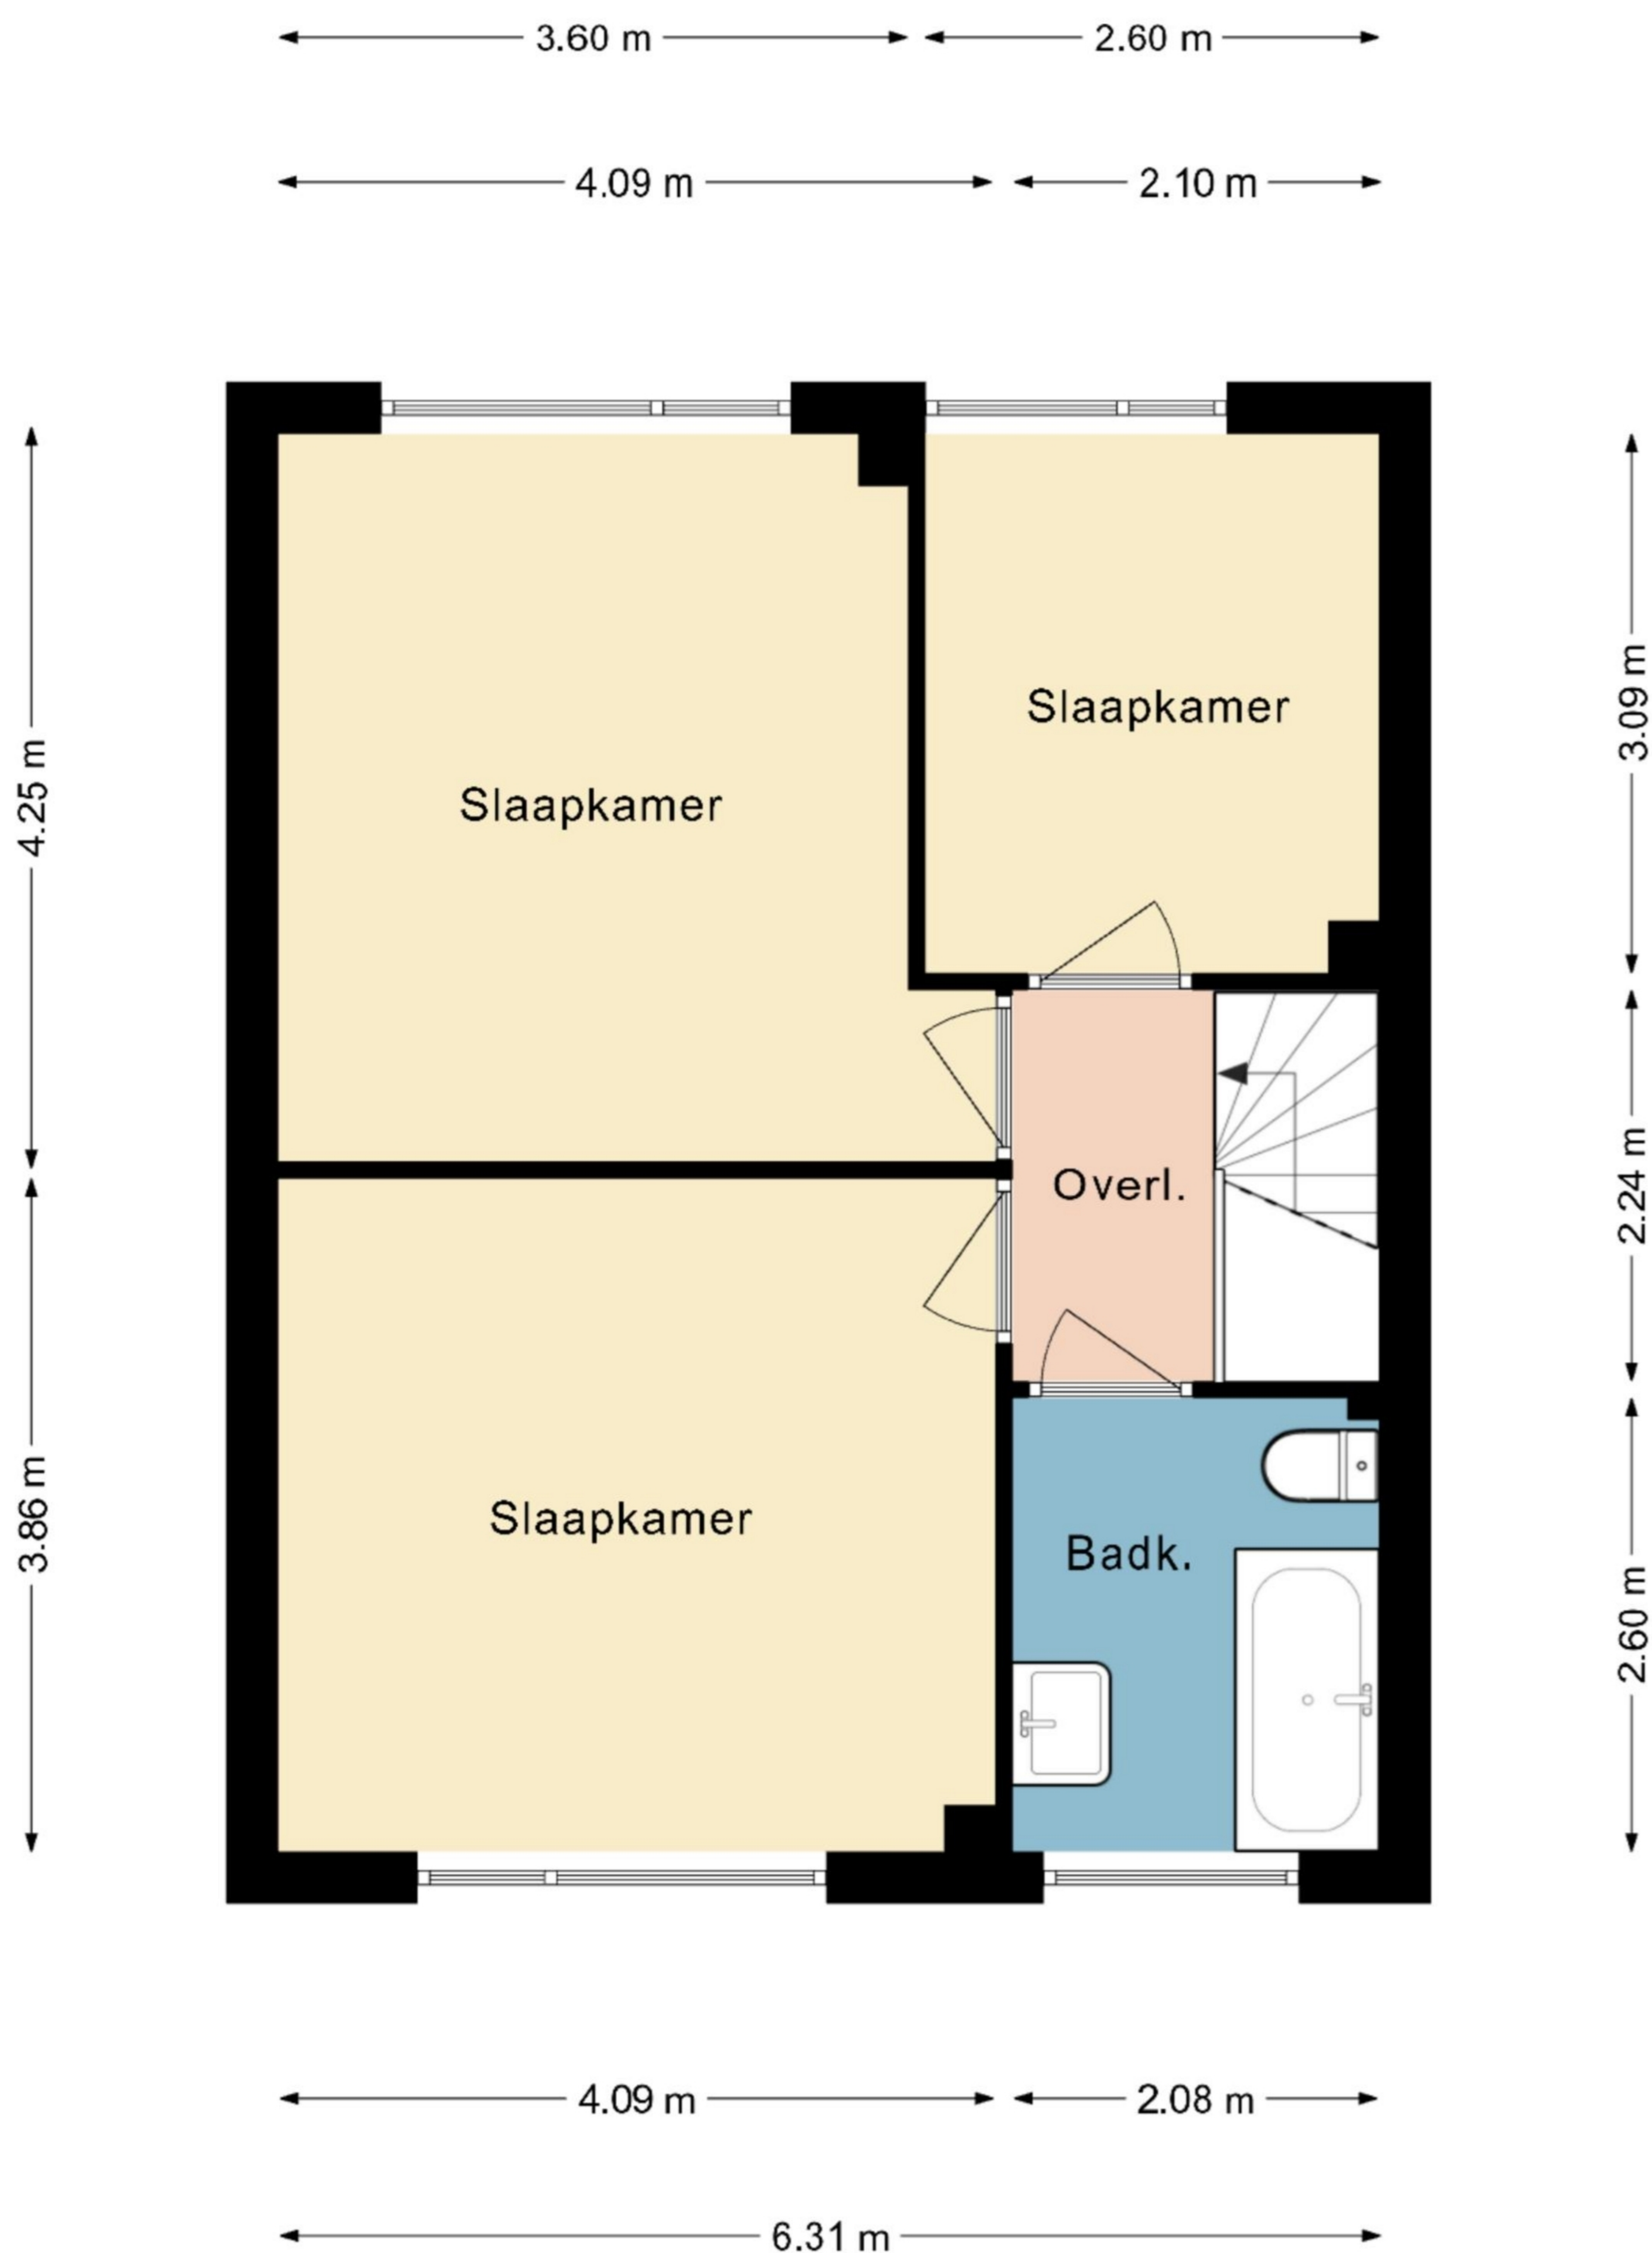 3.60 m
2.60 m
4.09 m
2.10 m
3.09 m
Slaapkamer
4.25 m
Slaapkamer
2.24 m
Overl.
3.86 m
Slaapkamer
Badk.
2.60 m
4.09 m
2.08 m
6.31 m